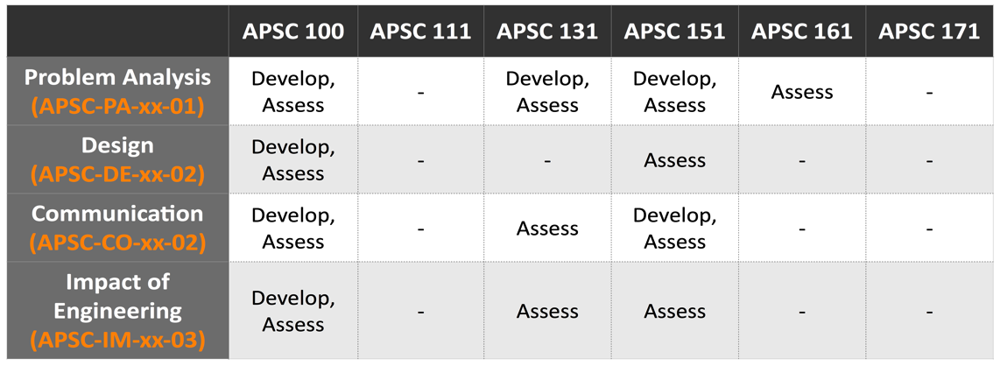 APSC 100 APSC 111 APSC 131 APSC 151 APSC 161 APSC 171
Problem Analysis
(APSC-PA-xx-01)
Develop,
Assess
-
Develop,
Assess
Develop,
Assess
Assess
-
Design
(APSC-DE-xx-02)
Develop,
Assess
-
-
Assess
-
-
Communication
(APSC-CO-xx-02)
Develop,
Assess
-
Assess
Develop,
Assess
-
-
Impact of
Engineering
(APSC-IM-xx-03)
Develop,
Assess
-
Assess
Assess
-
-